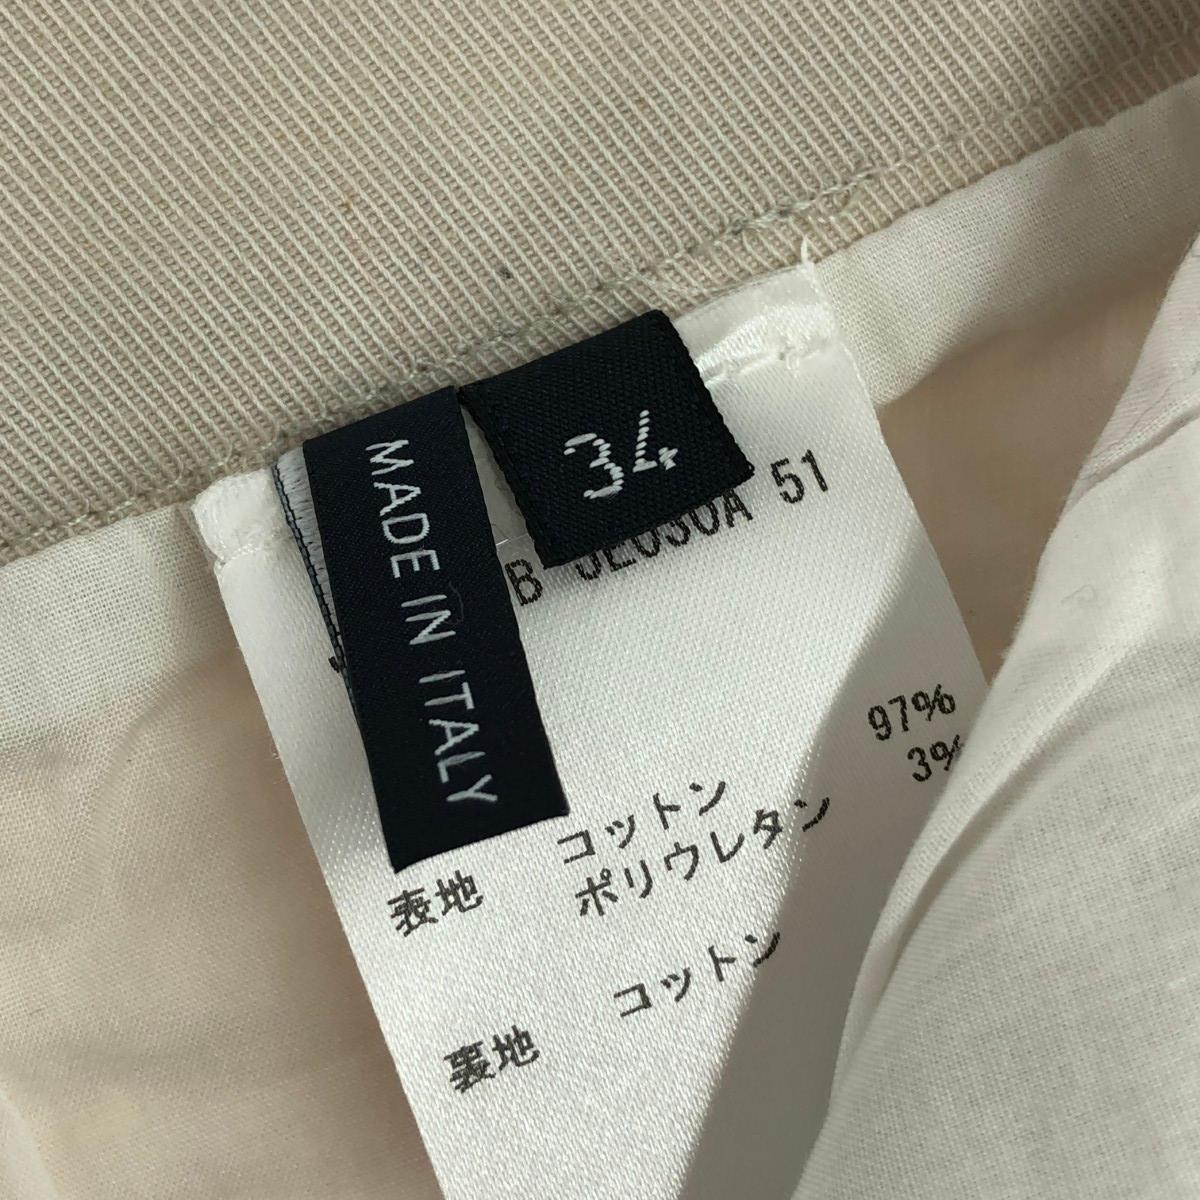 MADE IN ITALY
34
51
表地 コットン 97%
ポリウレタン 3%
裏地 コットン